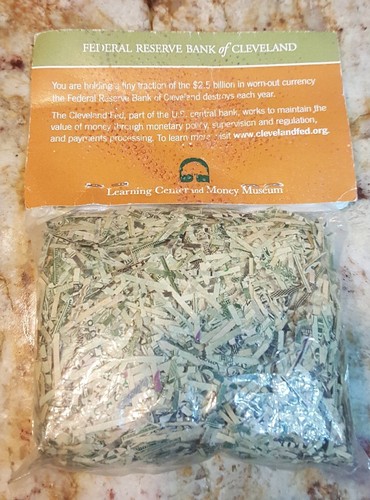 FEDERAL RESERVE BANK of CLEVELAND
You are holding a tiny fraction of the $2.5 billion in worn-out currency
the Federal Reserve Bank of Cleveland destroys each year.
The Cleveland Fed, part of the U.S. central bank, works to maintain the
value of money through monetary policy, supervision and regulation,
and payments processing. To learn more, visit www.clevelandfed.org.
Learning Center and Money Museum